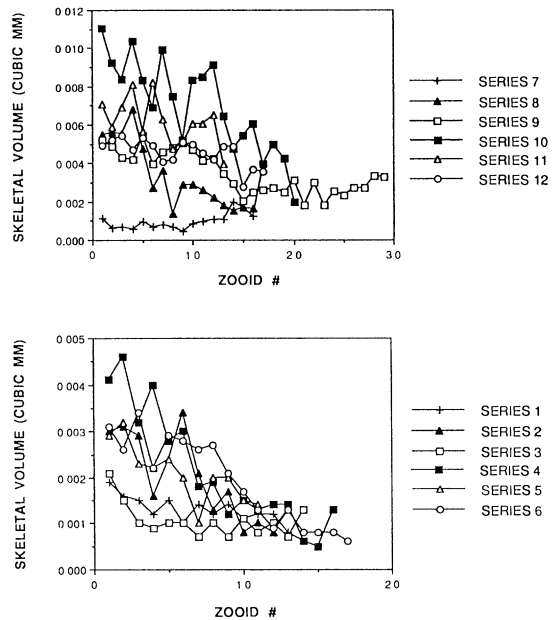 0.012
0.010
0.008
0.006
0.004
0.002
0.000
SKELETAL VOLUME (CUBIC MM)
0
10
20
30
ZOOID #
SERIES 7
SERIES 8
SERIES 9
SERIES 10
SERIES 11
SERIES 12
0.005
0.004
0.003
0.002
0.001
0.000
SKELETAL VOLUME (CUBIC MM)
0
10
20
ZOOID #
SERIES 1
SERIES 2
SERIES 3
SERIES 4
SERIES 5
SERIES 6